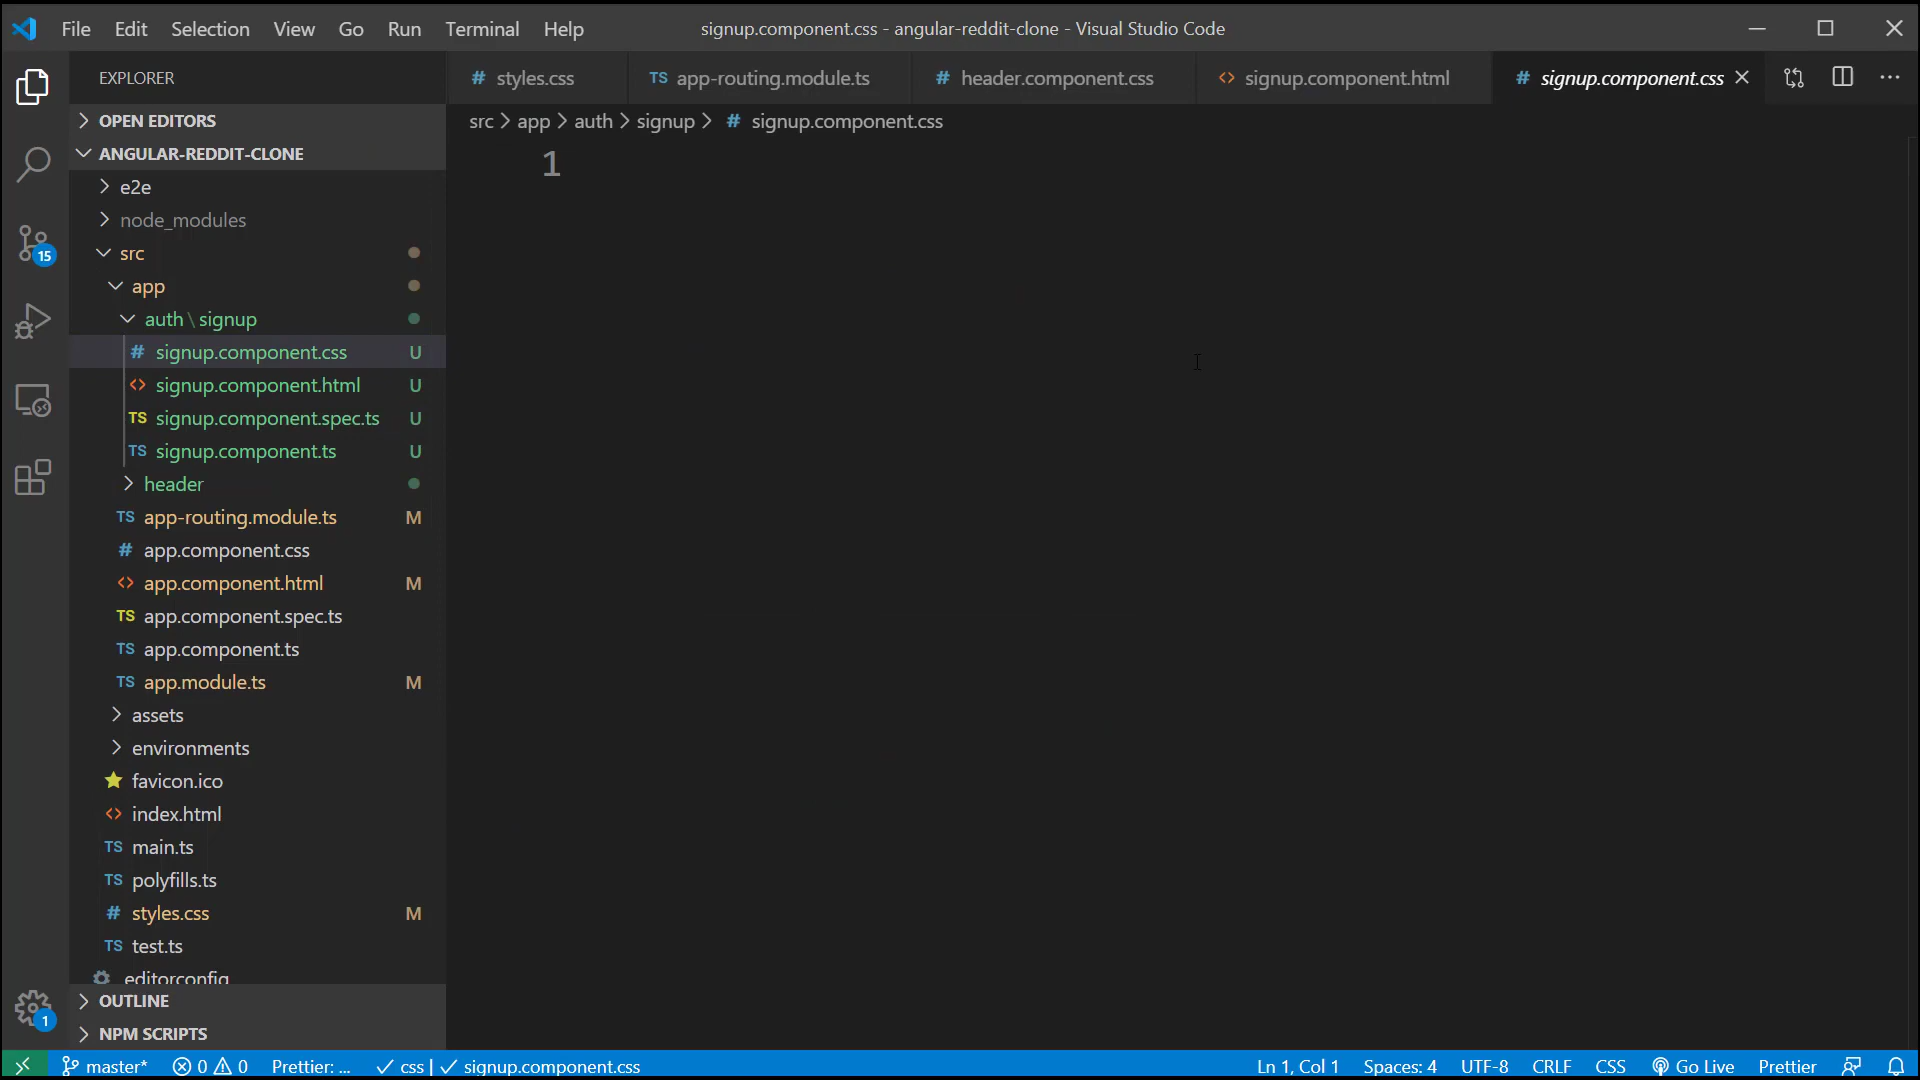 File Edit Selection View Go Run Terminal Help signup.component.css - angular-reddit-clone - Visual Studio Code
EXPLORER
# styles.css TS app-routing.module.ts # header.component.css <> signup.component.html # signup.component.css
OPEN EDITORS
src > app > auth > signup > # signup.component.css
ANGULAR-REDDIT-CLONE
1
e2e
node_modules
src
15
app
auth\signup
# signup.component.css U
<> signup.component.html U
TS signup.component.spec.ts U
TS signup.component.ts U
header
TS app-routing.module.ts M
# app.component.css
<> app.component.html M
TS app.component.spec.ts
TS app.component.ts
TS app.module.ts M
assets
environments
favicon.ico
<> index.html
TS main.ts
TS polyfills.ts
# styles.css M
TS test.ts
editorconfig
OUTLINE
1
NPM SCRIPTS
master* 0 0 Prettier: ... css | signup.component.css Ln 1, Col 1 Spaces: 4 UTF-8 CRLF CSS Go Live Prettier